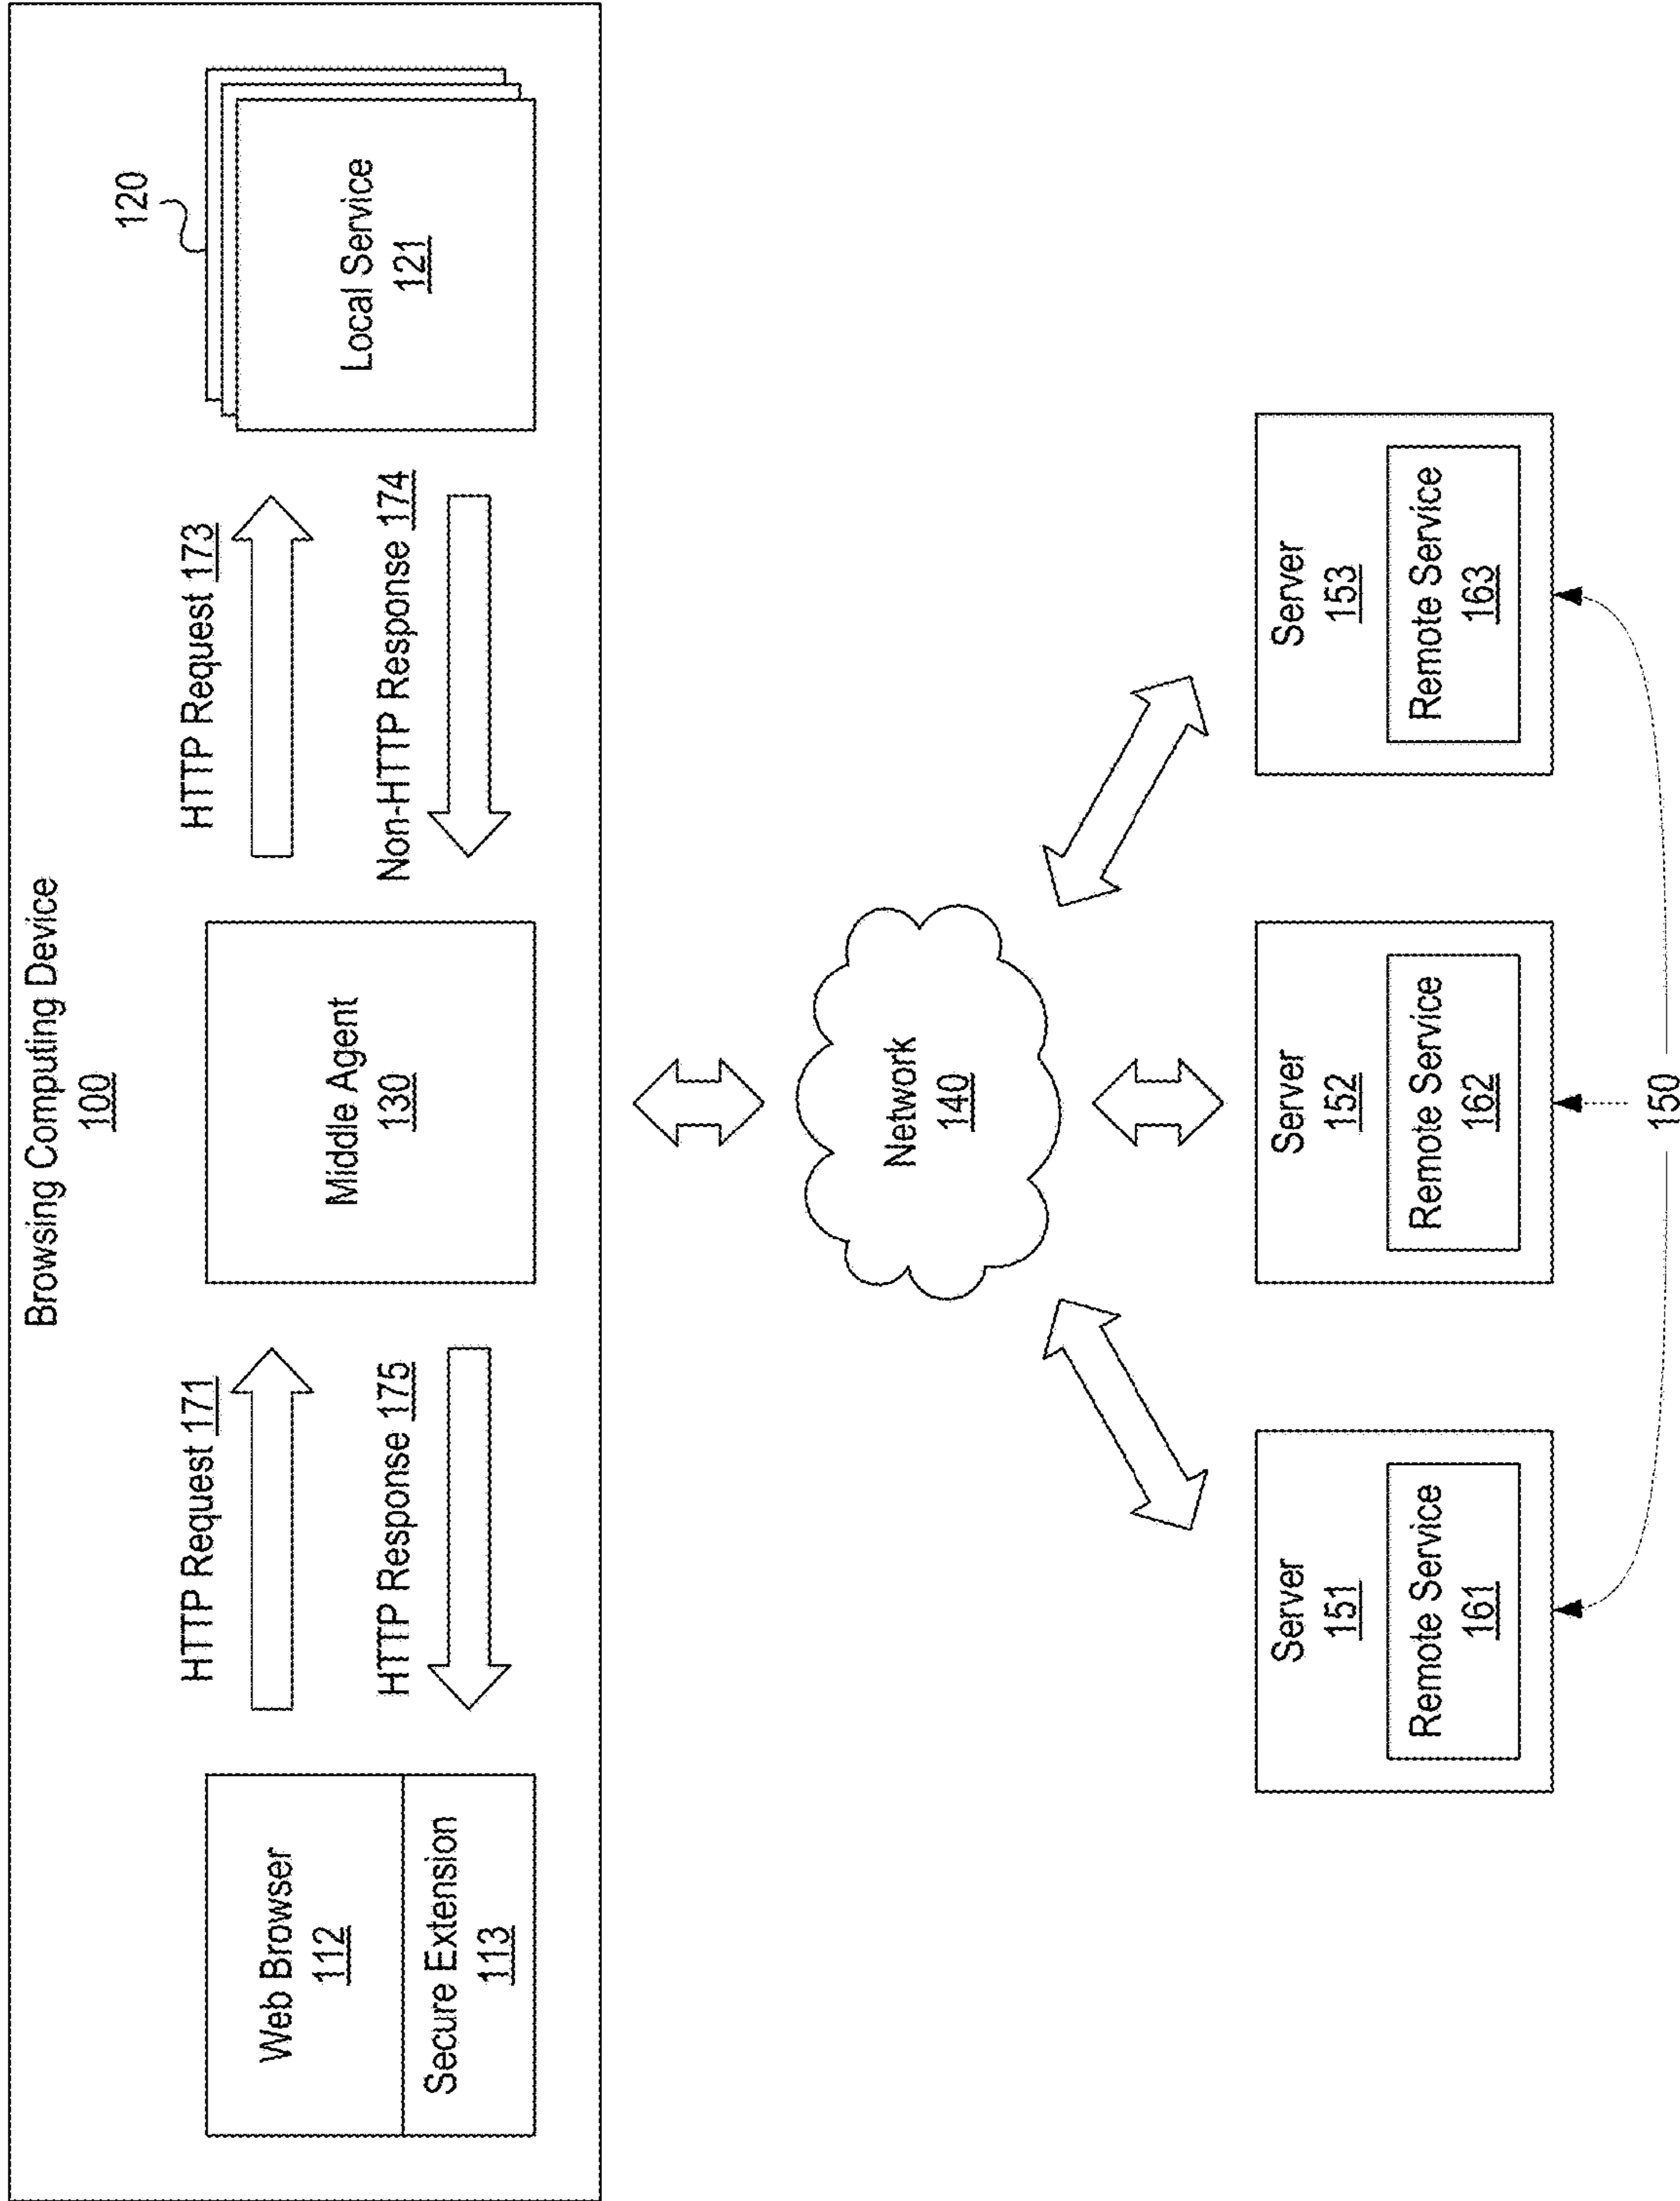 Browsing Computing Device
100
120
HTTP Request 171
HTTP Request 173
Web Browser
112
Secure Extension
113
Middle Agent
130
Local Service
121
HTTP Response 175
Non-HTTP Response 174
Network
140
Server
151
Remote Service
161
Server
152
Remote Service
162
Server
153
Remote Service
163
150